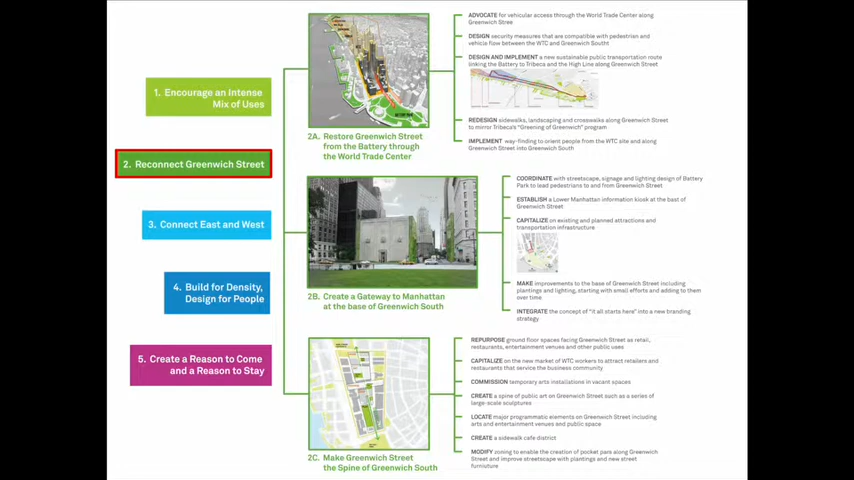 1. Encourage an Intense
Mix of Uses
2. Reconnect Greenwich Street
3. Connect East and West
4. Build for Density,
Design for People
5. Create a Reason to Come
and a Reason to Stay
2A. Restore Greenwich Street
from the Battery through
the World Trade Center
ADVOCATE for vehicular access through the World Trade Center along
Greenwich Stree
DESIGN security measures that are compatible with pedestrian and
vehicle flow between the WTC and Greenwich Southt
DESIGN AND IMPLEMENT a new sustainable public transportation route
linking the Battery to Tribeca and the High Line along Greenwich Street
REDESIGN sidewalks, landscaping and crosswalks along Greenwich Street
to mirror Tribeca's "Greening of Greenwich" program
IMPLEMENT way-finding to orient people from the WTC site and along
Greenwich Street into Greenwich South
2B. Create a Gateway to Manhattan
at the base of Greenwich South
COORDINATE with streetscape, signage and lighting design of Battery
Park to lead pedestrians to and from Greenwich Street
ESTABLISH a Lower Manhattan information kiosk at the base of
Greenwich Street
CAPITALIZE on existing and planned attractions and
transportation infrastructure
MAKE improvements to the base of Greenwich Street including
plantings and lighting, starting with small efforts and adding to them
over time
INTEGRATE the concept of "it all starts here" into a new branding
strategy
2C. Make Greenwich Street
the Spine of Greenwich South
REPURPOSE ground floor spaces facing Greenwich Street as retail,
restaurants, entertainment venues and other public uses
CAPITALIZE on the new market of WTC workers to attract retailers and
restaurants that service the business community
COMMISSION temporary arts installations in vacant spaces
CREATE a spine of public art on Greenwich Street such as a series of
large-scale sculptures
LOCATE major programmatic elements on Greenwich Street including
arts and entertainment venues and public space
CREATE a sidewalk cafe district
MODIFY zoning to enable the creation of pocket pars along Greenwich
Street and improve streetscape with plantings and new street
furniuture